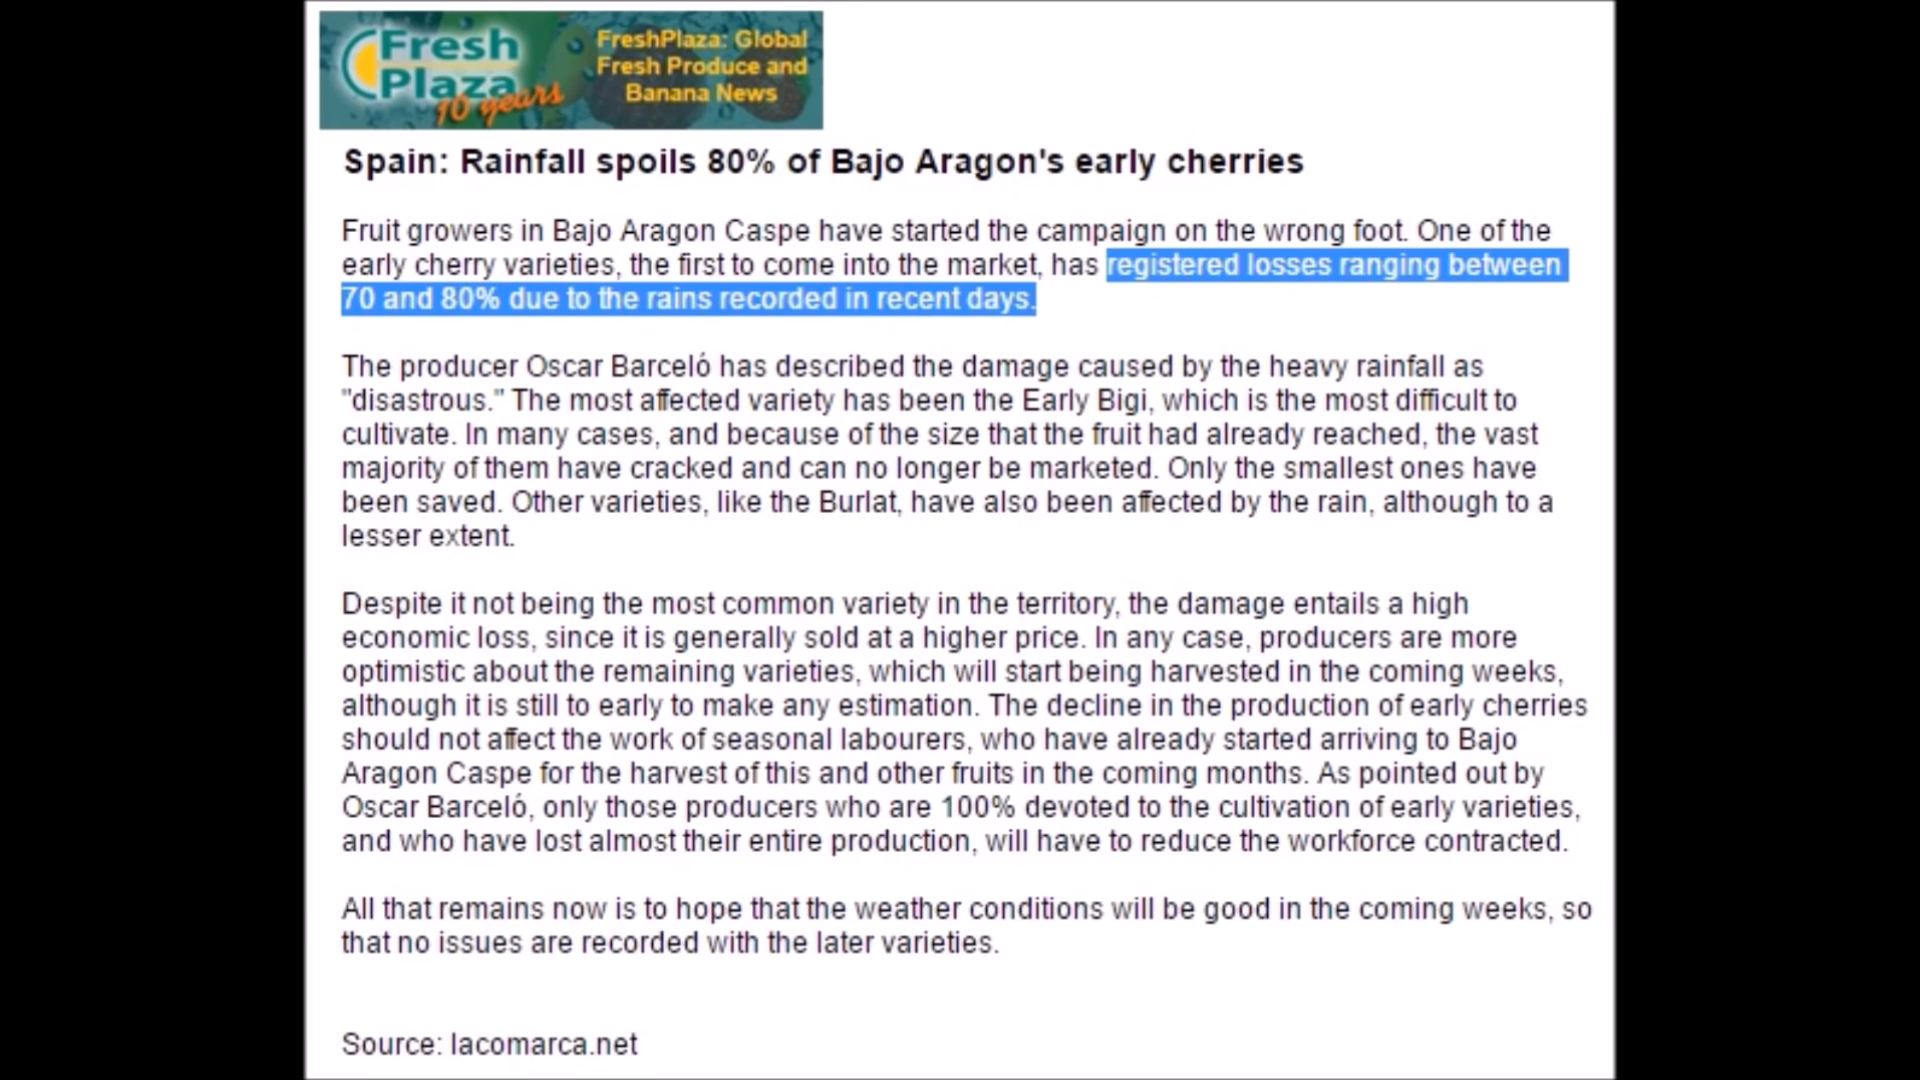 Fresh
Plaza
10 years
FreshPlaza: Global
Fresh Produce and
Banana News
Spain: Rainfall spoils 80% of Bajo Aragon's early cherries
Fruit growers in Bajo Aragon Caspe have started the campaign on the wrong foot. One of the
early cherry varieties, the first to come into the market, has registered losses ranging between
70 and 80% due to the rains recorded in recent days.
The producer Oscar Barceló has described the damage caused by the heavy rainfall as
"disastrous." The most affected variety has been the Early Bigi, which is the most difficult to
cultivate. In many cases, and because of the size that the fruit had already reached, the vast
majority of them have cracked and can no longer be marketed. Only the smallest ones have
been saved. Other varieties, like the Burlat, have also been affected by the rain, although to a
lesser extent.
Despite it not being the most common variety in the territory, the damage entails a high
economic loss, since it is generally sold at a higher price. In any case, producers are more
optimistic about the remaining varieties, which will start being harvested in the coming weeks,
although it is still to early to make any estimation. The decline in the production of early cherries
should not affect the work of seasonal labourers, who have already started arriving to Bajo
Aragon Caspe for the harvest of this and other fruits in the coming months. As pointed out by
Oscar Barceló, only those producers who are 100% devoted to the cultivation of early varieties,
and who have lost almost their entire production, will have to reduce the workforce contracted.
All that remains now is to hope that the weather conditions will be good in the coming weeks, so
that no issues are recorded with the later varieties.
Source: lacomarca.net